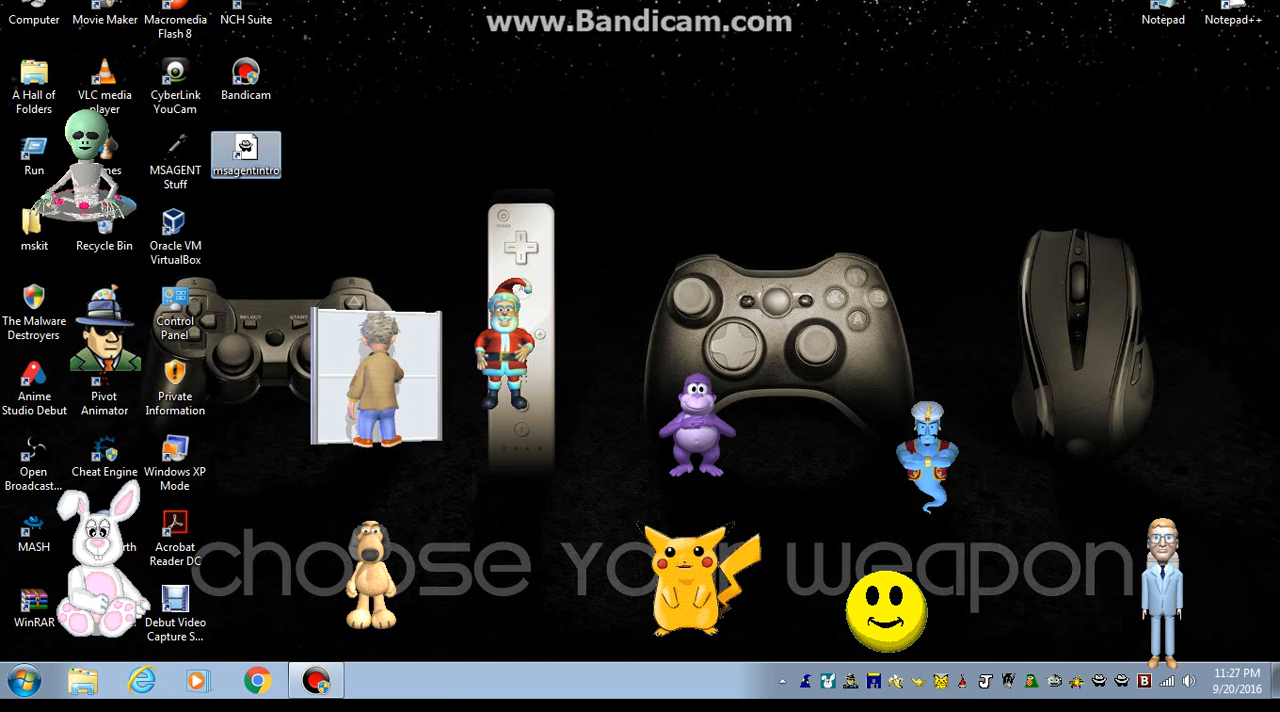 www.Bandicam.com
Computer
Movie Maker
Macromedia
Flash 8
NCH Suite
Notepad
Notepad++
A Hall of
Folders
VLC media
player
CyberLink
YouCam
Bandicam
Run
MSAGENT
Stuff
msagentintro
mskit
Recycle Bin
Oracle VM
VirtualBox
The Malware
Destroyers
Control
Panel
SELECT
START
Anime
Studio Debut
Pivot
Animator
Private
Information
Open
Broadcast...
Cheat Engine
Windows XP
Mode
MASH
Acrobat
Reader DC
WinRAR
Debut Video
Capture S...
choose your weapon
11:27 PM
9/20/2016